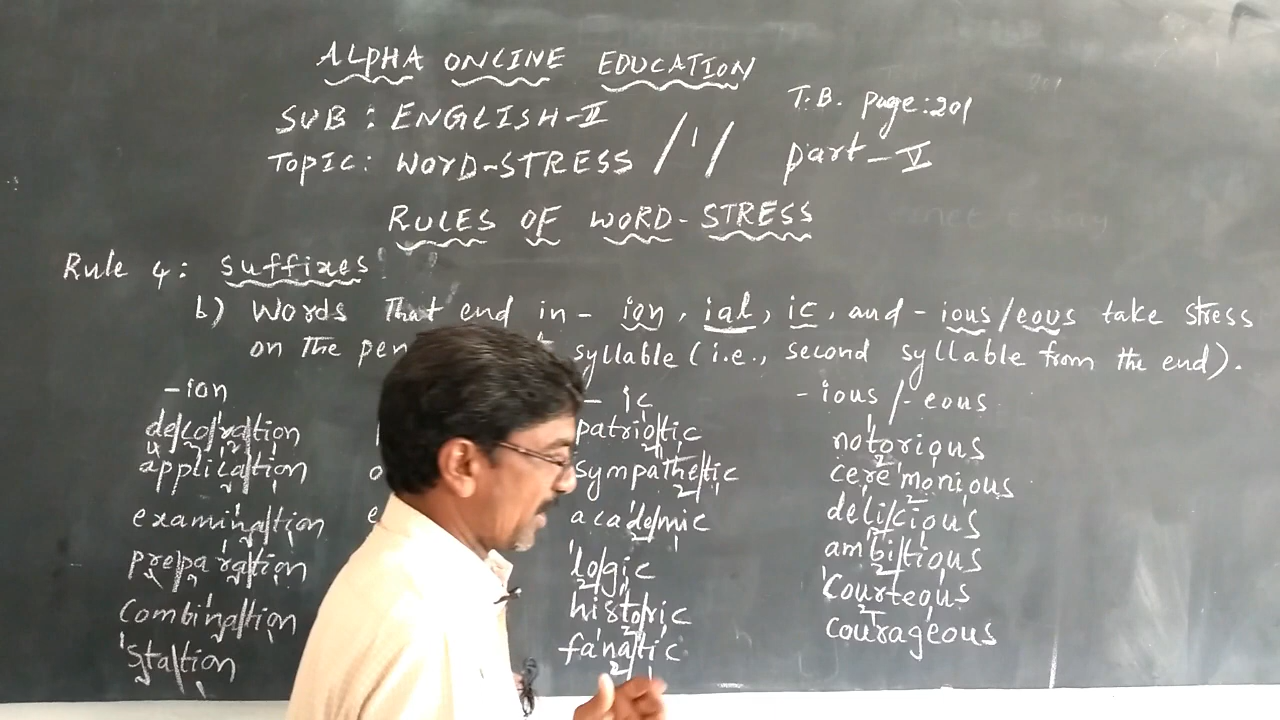 ALPHA ONLINE EDUCATION
SUB : ENGLISH-II
T.B. page:201
TOPIC: WORD-STRESS /'/
part-V
RULES OF WORD-STRESS
Rule 4: suffixes
b) Words That end in - ion, ial, ic, and - ious/eous take stress
on The syllable (i.e., second syllable from the end).
-ion
- ic
- ious /- eous
decoration
patriotic
notorious
application
sympathetic
ceremonious
examination
academic
delicious
preparation
logic
ambitious
combination
historic
courteous
station
fanatic
courageous